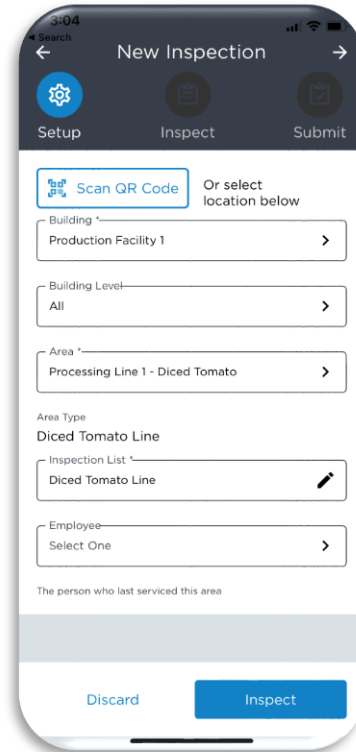 3:04
◀ Search
← New Inspection →
Setup Inspect Submit
Scan QR Code
Or select
location below
Building *
Production Facility 1
Building Level
All
Area *
Processing Line 1 - Diced Tomato
Area Type
Diced Tomato Line
Inspection List *
Diced Tomato Line
Employee
Select One
The person who last serviced this area
Discard Inspect